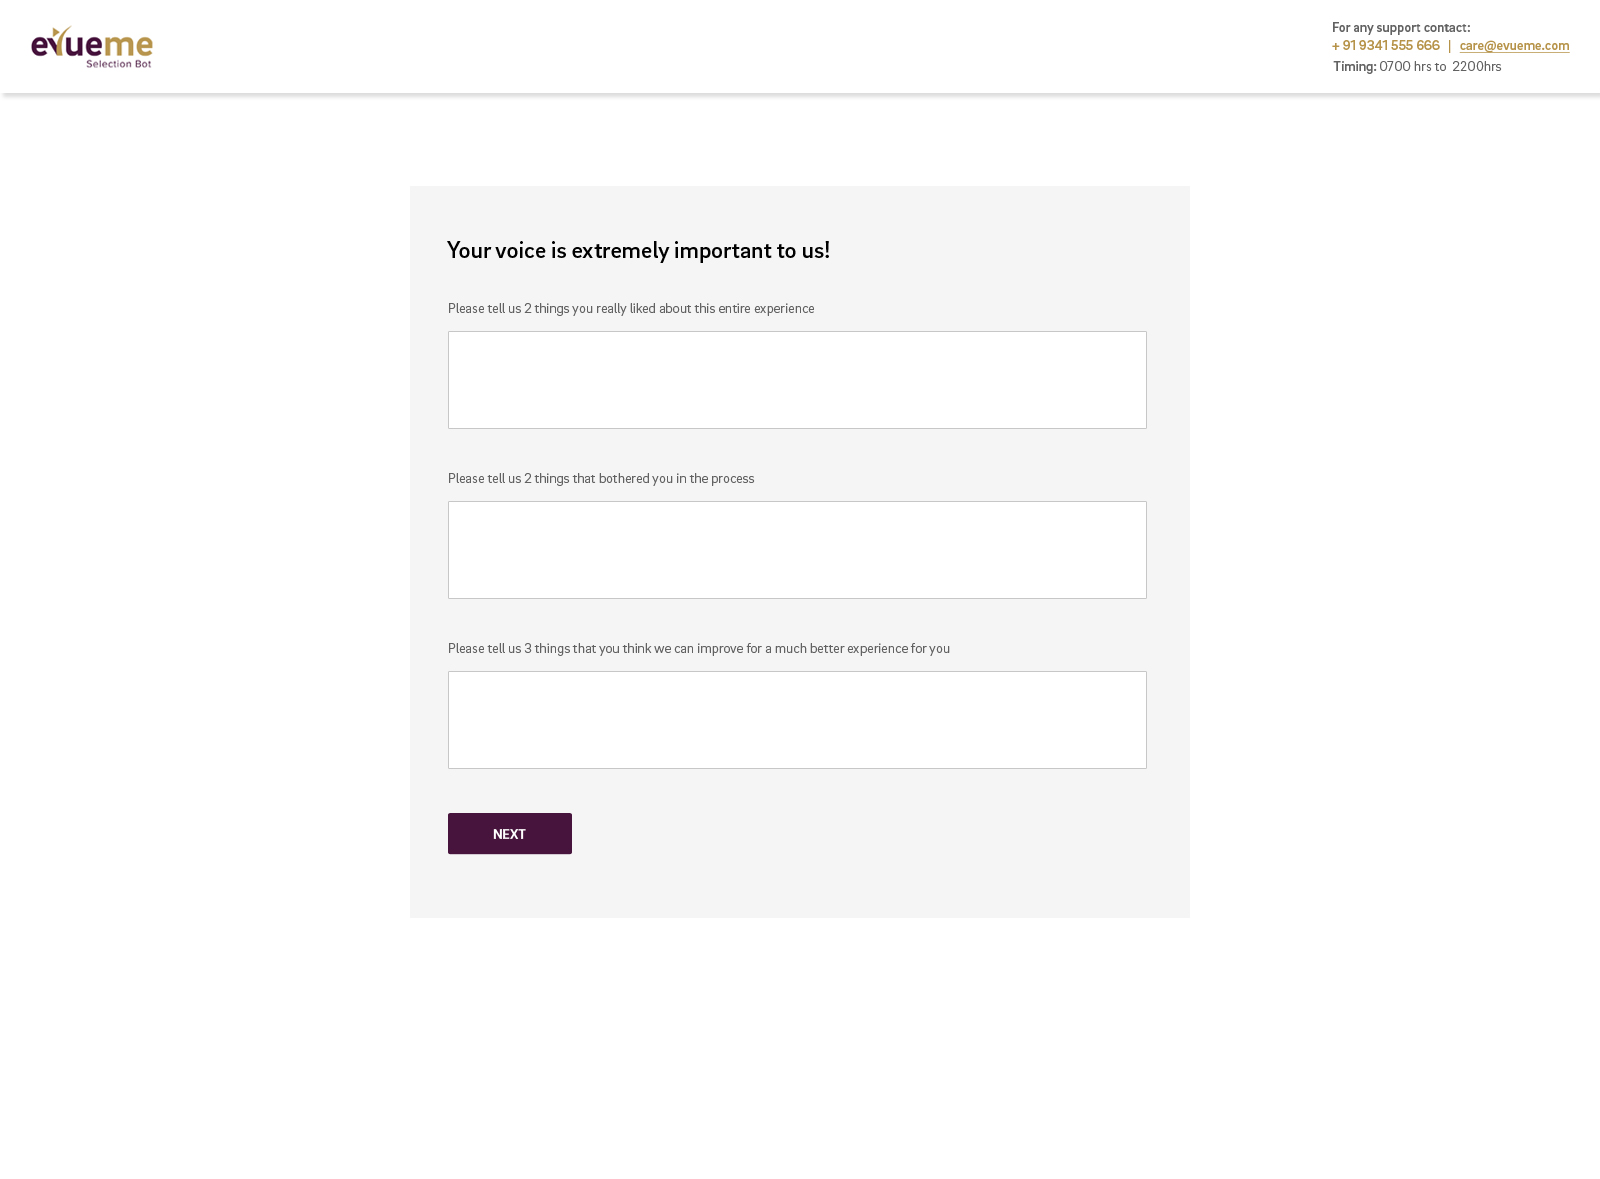 evueme
Selection Bot
For any support contact:
+ 91 9341 555 666 | care@evueme.com
Timing: 0700 hrs to 2200hrs
Your voice is extremely important to us!
Please tell us 2 things you really liked about this entire experience
Please tell us 2 things that bothered you in the process
Please tell us 3 things that you think we can improve for a much better experience for you
NEXT